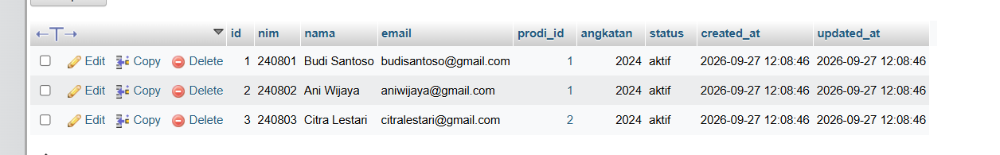 id nim nama email prodi_id angkatan status created_at updated_at
Edit Copy Delete 1 240801 Budi Santoso budisantoso@gmail.com 1 2024 aktif 2026-09-27 12:08:46 2026-09-27 12:08:46
Edit Copy Delete 2 240802 Ani Wijaya aniwijaya@gmail.com 1 2024 aktif 2026-09-27 12:08:46 2026-09-27 12:08:46
Edit Copy Delete 3 240803 Citra Lestari citralestari@gmail.com 2 2024 aktif 2026-09-27 12:08:46 2026-09-27 12:08:46